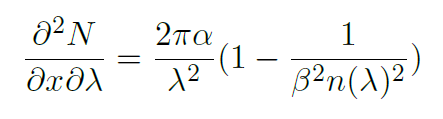 ∂²N/∂x∂λ = 2πα/λ² (1 − 1/β²n(λ)²)